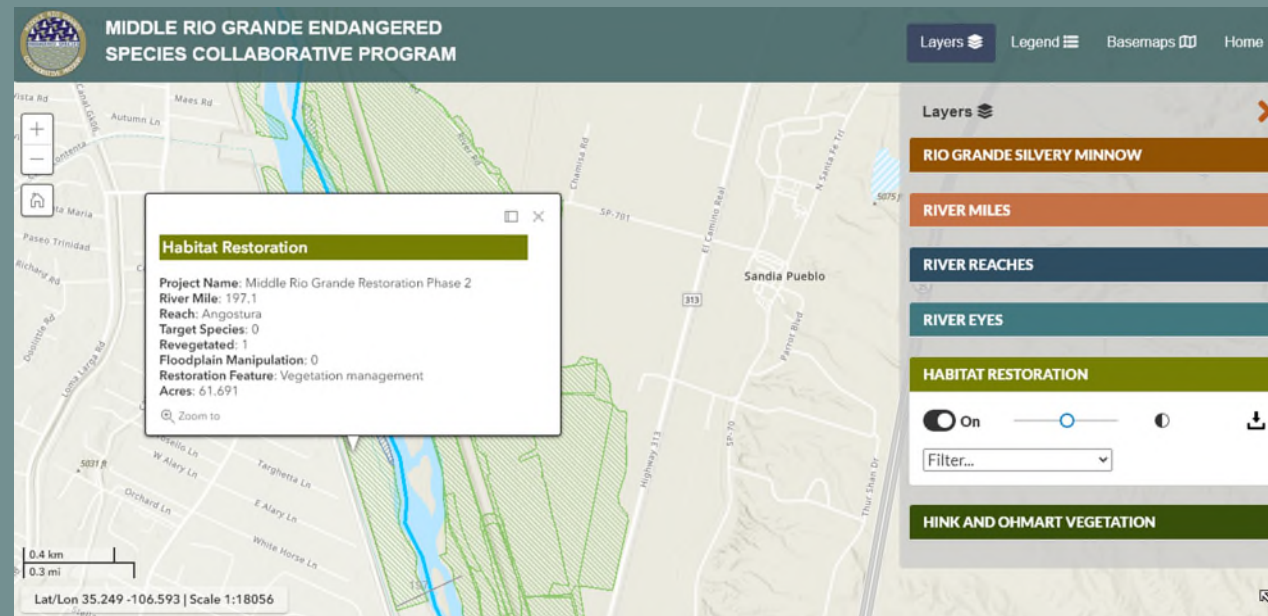 MIDDLE RIO GRANDE ENDANGERED
SPECIES COLLABORATIVE PROGRAM
Layers
Legend
Basemaps
Home
Vista Rd
Canal
Maes Rd
Autumn Ln
River Rd
Chamisa Rd
N Santa Fe Trl
Layers
RIO GRANDE SILVERY MINNOW
RIVER MILES
RIVER REACHES
RIVER EYES
HABITAT RESTORATION
On
Filter...
HINK AND OHMART VEGETATION
Maria
Paseo Trinidad
Richard Rd
Doolittle Rd
Loma Larga Rd
SP-701
El Camino Real
5075 f
Sandia Pueblo
313
Parrot Blvd
Habitat Restoration
Project Name: Middle Rio Grande Restoration Phase 2
River Mile: 197.1
Reach: Angostura
Target Species: 0
Revegetated: 1
Floodplain Manipulation: 0
Restoration Feature: Vegetation management
Acres: 61.691
Zoom to
5031 ft
W Alary Ln
Targhetta Ln
Orchard Ln
E Alary Ln
White Horse Ln
Highway 313
SP-70
Thur Shan Dr
197
0.4 km
0.3 mi
Lat/Lon 35.249 -106.593 | Scale 1:18056